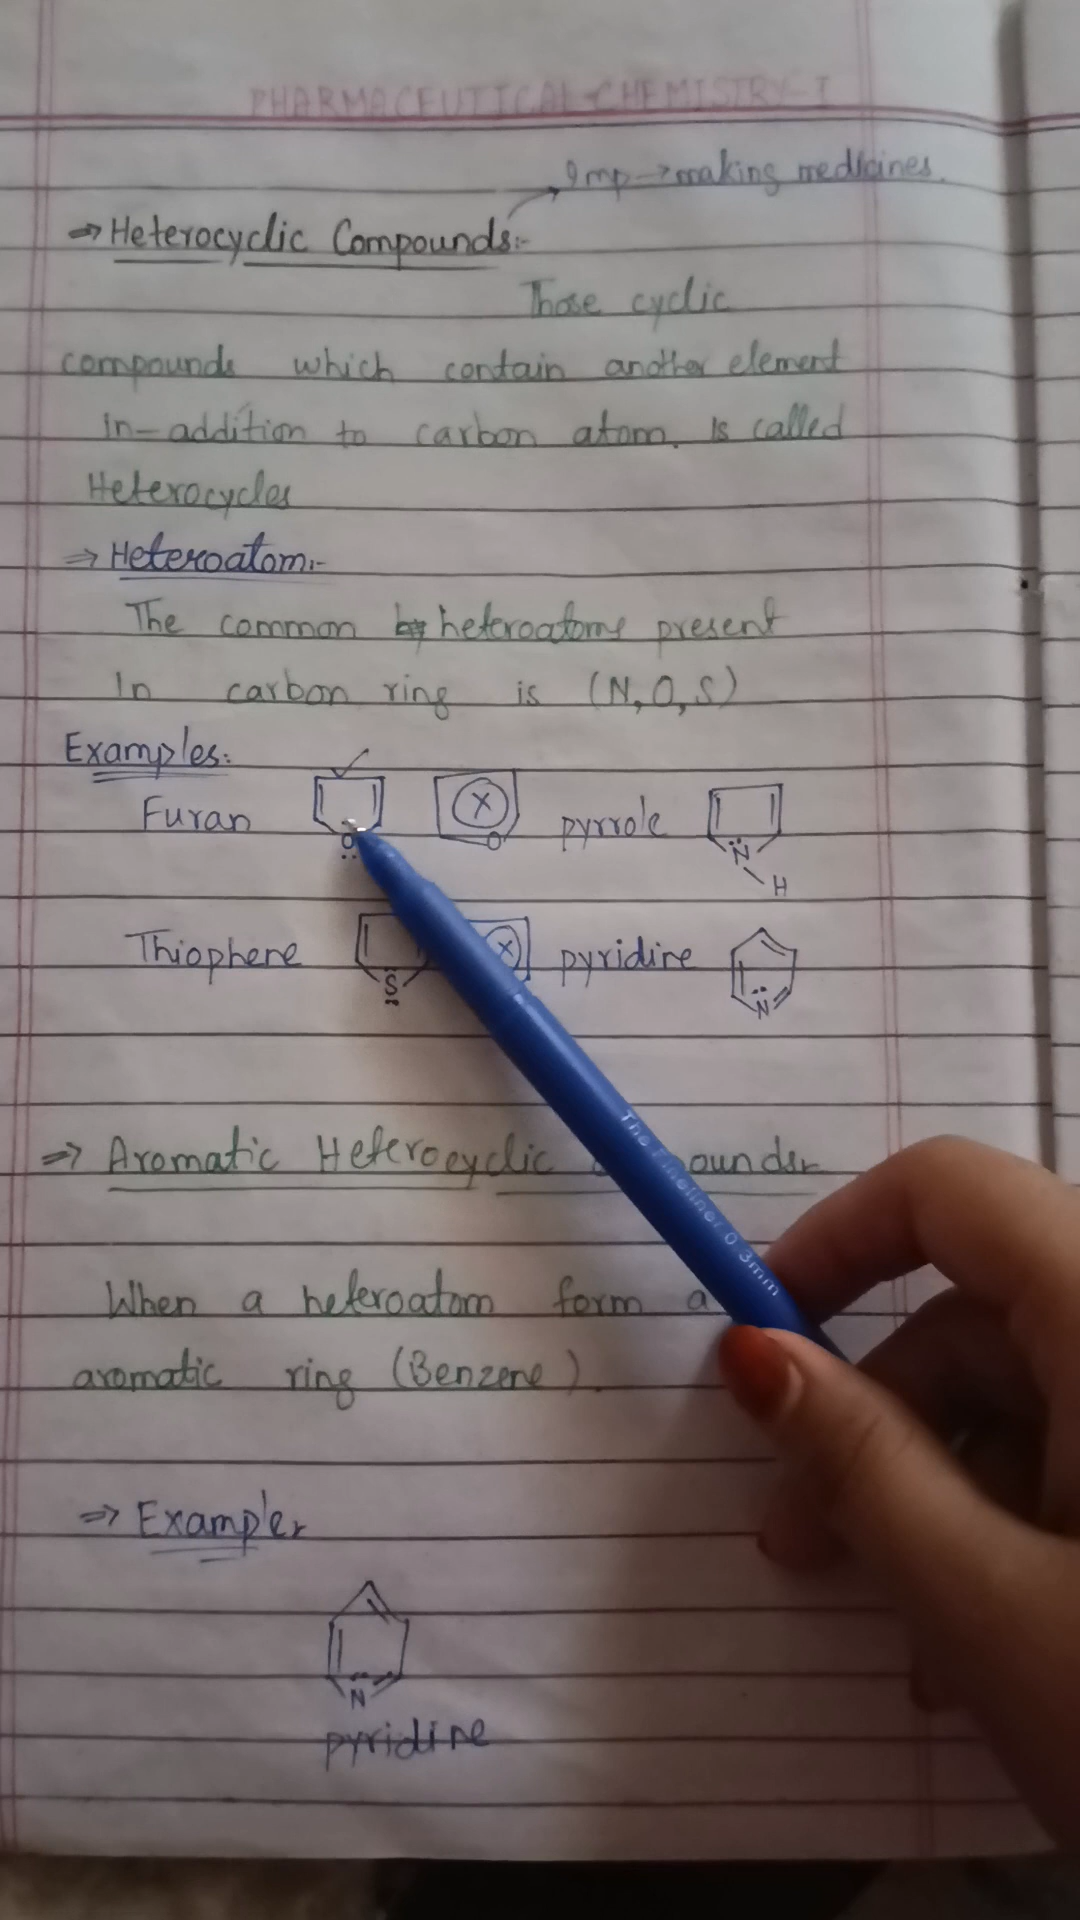 PHARMACEUTICAL CHEMISTRY-I
Imp → making medicines.
⇒ Heterocyclic Compounds:-
Those cyclic
compounds which contain another element
in-addition to carbon atom. is called
Heterocycles
⇒ Heteroatom:-
The common heteroatoms present
In carbon ring is (N, O, S)
Examples:
Furan O O pyrrole N H
Thiophene S pyridine N
⇒ Aromatic Heterocyclic
When a heteroatom form a
aromatic ring (Benzene).
⇒ Example:-
N
pyridine
The Fineliner 0.3mm